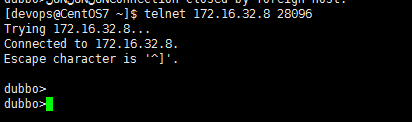 [devops@CentOS7 ~]$ telnet 172.16.32.8 28096
Trying 172.16.32.8...
Connected to 172.16.32.8.
Escape character is '^]'.
dubbo>
dubbo>